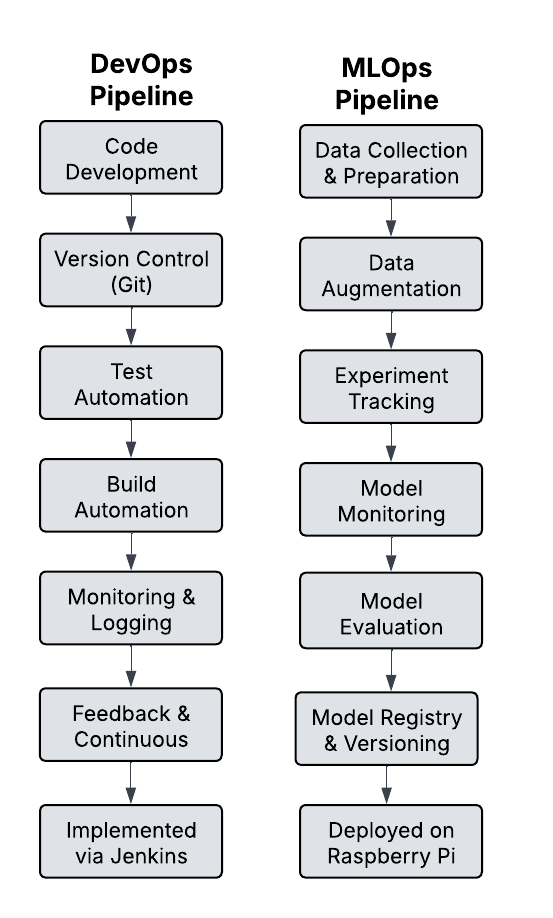 DevOps
Pipeline
Code
Development
Version Control
(Git)
Test
Automation
Build
Automation
Monitoring &
Logging
Feedback &
Continuous
Implemented
via Jenkins
MLOps
Pipeline
Data Collection
& Preparation
Data
Augmentation
Experiment
Tracking
Model
Monitoring
Model
Evaluation
Model Registry
& Versioning
Deployed on
Raspberry Pi